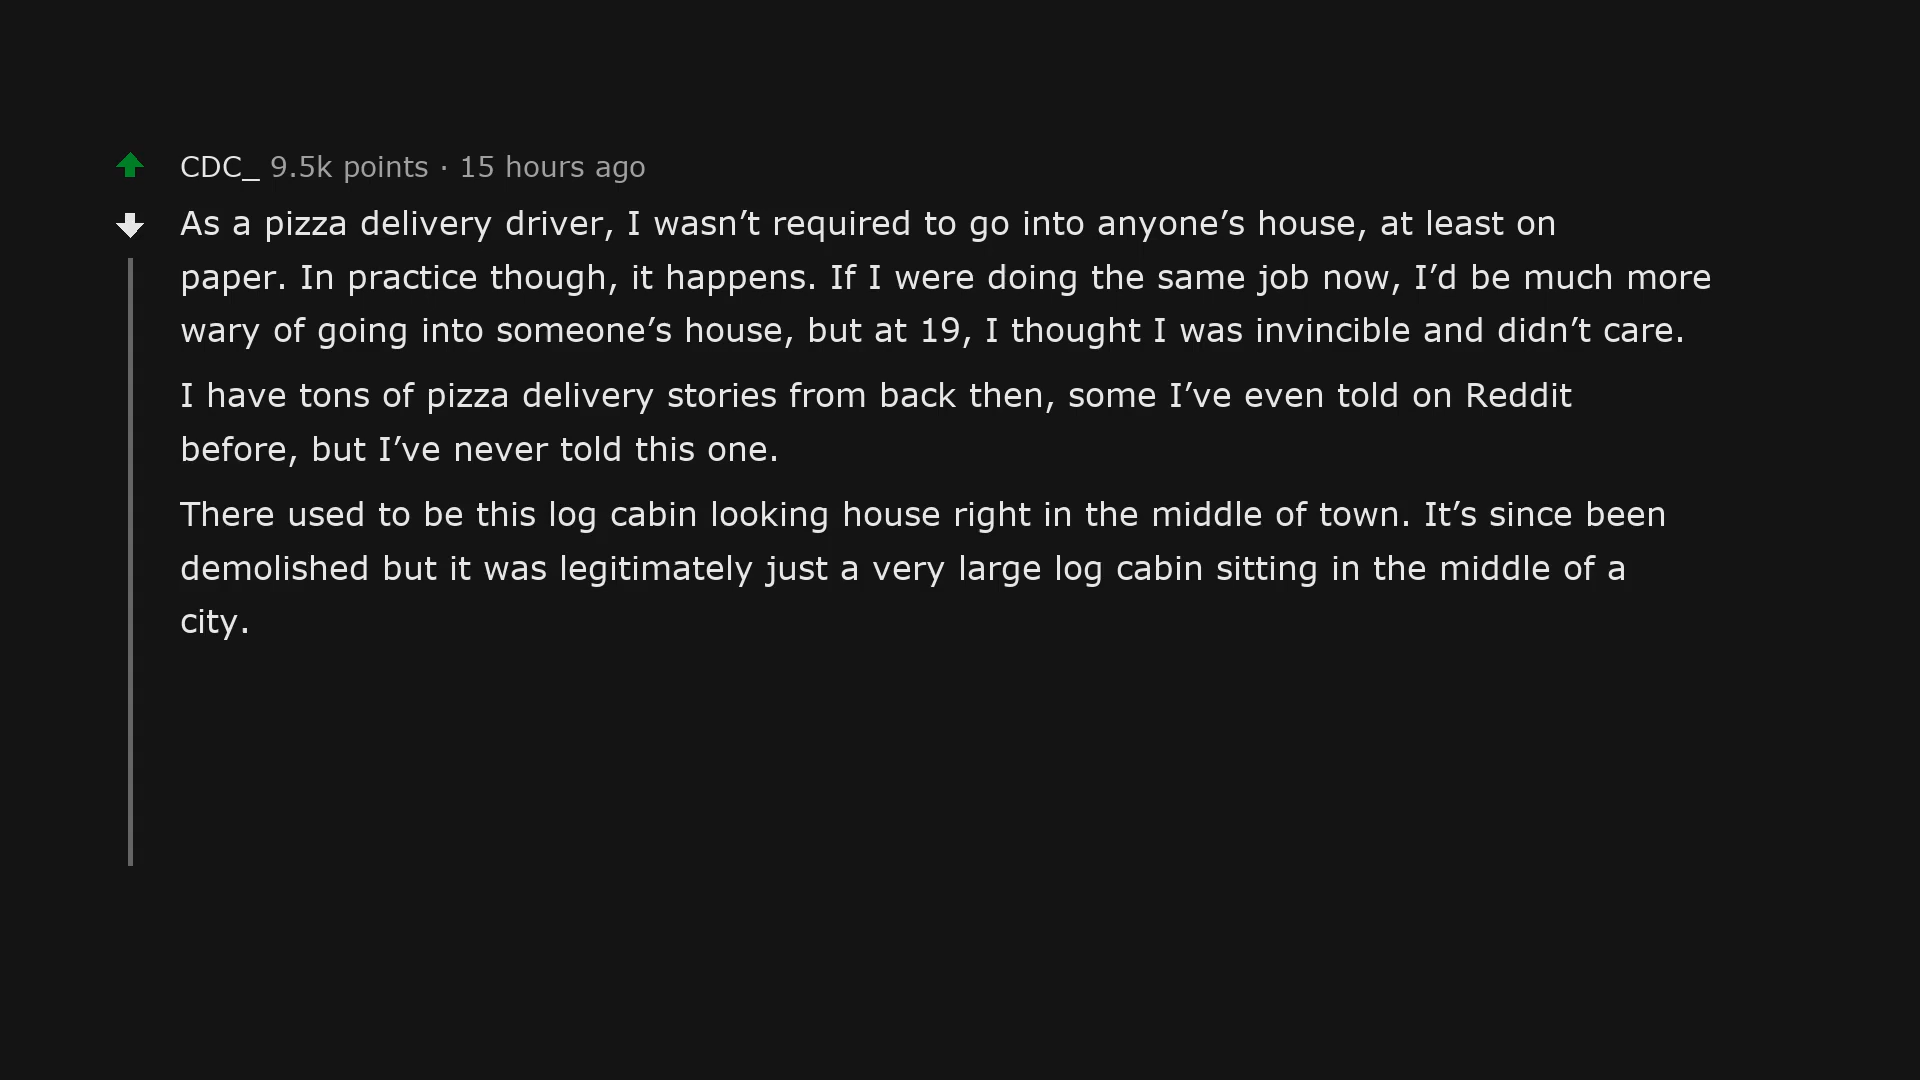 CDC_ 9.5k points · 15 hours ago
As a pizza delivery driver, I wasn’t required to go into anyone’s house, at least on
paper. In practice though, it happens. If I were doing the same job now, I’d be much more
wary of going into someone’s house, but at 19, I thought I was invincible and didn’t care.
I have tons of pizza delivery stories from back then, some I’ve even told on Reddit
before, but I’ve never told this one.
There used to be this log cabin looking house right in the middle of town. It’s since been
demolished but it was legitimately just a very large log cabin sitting in the middle of a
city.